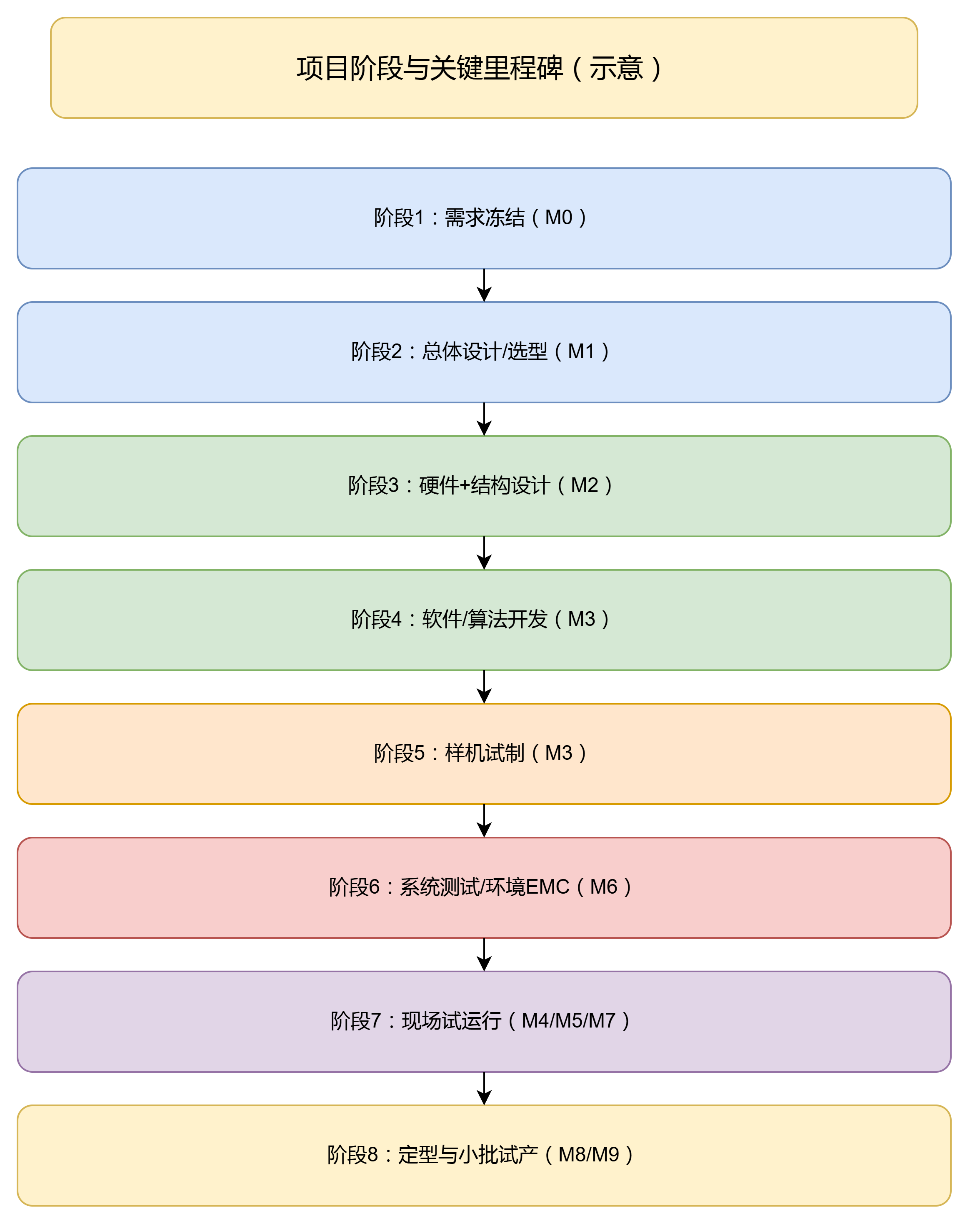 项目阶段与关键里程碑（示意）
阶段1：需求冻结（M0）
阶段2：总体设计/选型（M1）
阶段3：硬件+结构设计（M2）
阶段4：软件/算法开发（M3）
阶段5：样机试制（M3）
阶段6：系统测试/环境EMC（M6）
阶段7：现场试运行（M4/M5/M7）
阶段8：定型与小批试产（M8/M9）